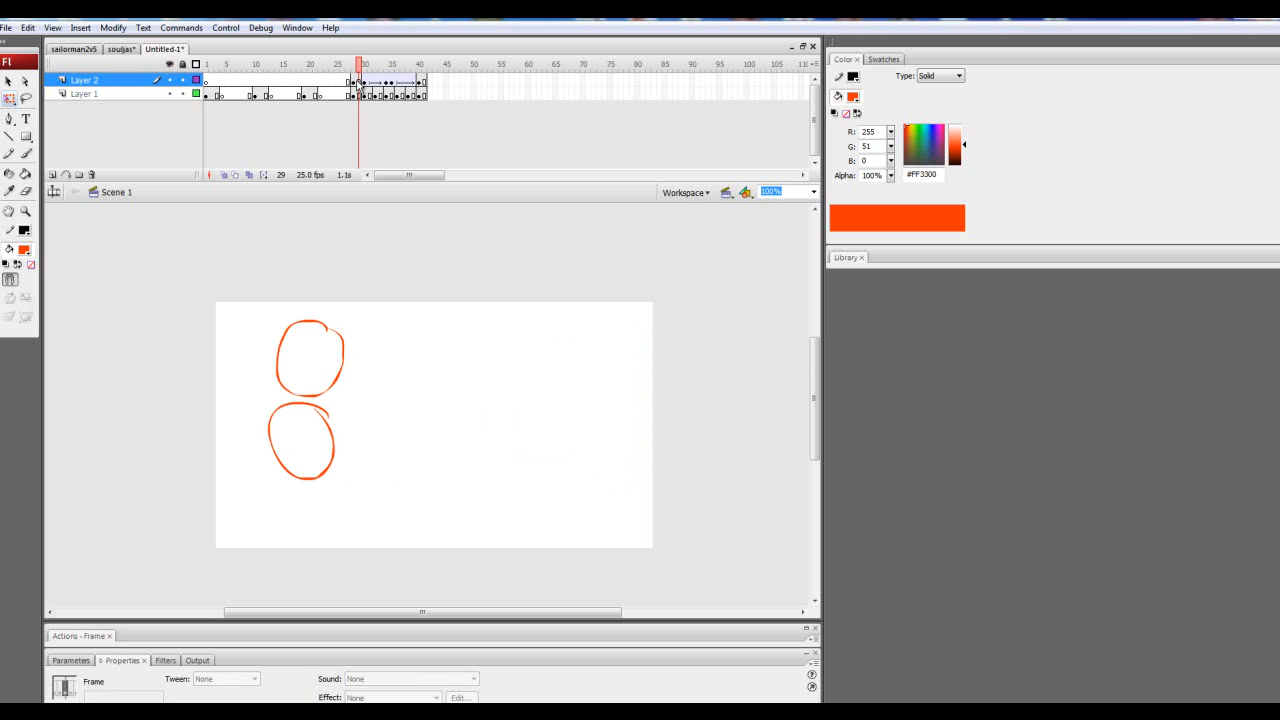 File Edit View Insert Modify Text Commands Control Debug Window Help
sailorman2v5 souljas* Untitled-1*
Fl
1 5 10 15 20 25 30 35 40 45 50 55 60 65 70 75 80 85 90 95 100 105 11
Layer 2
Layer 1
29 25.0 fps 1.1s
Scene 1
Workspace
100%
Color
Swatches
Type: Solid
R: 255
G: 51
B: 0
Alpha: 100%
#FF3300
Library
Actions - Frame
Parameters Properties Filters Output
Frame
Tween: None
Sound: None
Effect: None
Edit...